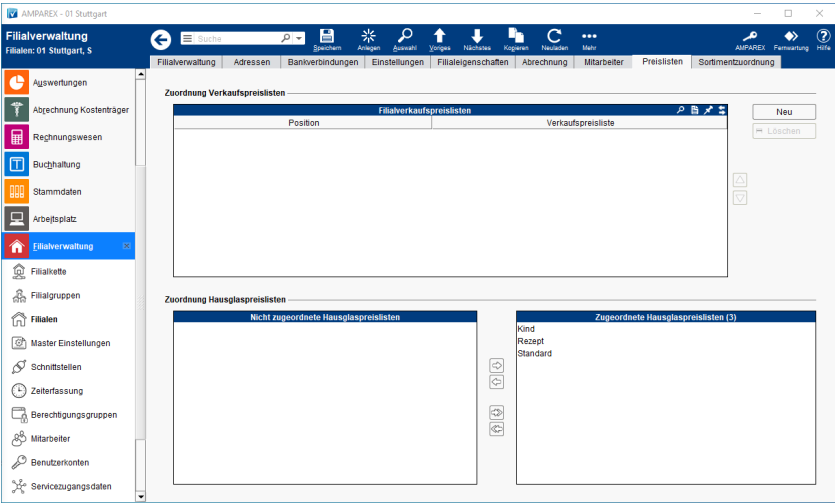 AMPAREX - 01 Stuttgart
Filialverwaltung
Filialen: 01 Stuttgart, S
Suche
Speichern
Anlegen
Auswahl
Voriges
Nächstes
Kopieren
Neuladen
Mehr
AMPAREX
Fernwartung
Hilfe
Filialverwaltung
Adressen
Bankverbindungen
Einstellungen
Filialeigenschaften
Abrechnung
Mitarbeiter
Preislisten
Sortimentzuordnung
Auswertungen
Abrechnung Kostenträger
Rechnungswesen
Buchhaltung
Stammdaten
Arbeitsplatz
Filialverwaltung
Filialkette
Filialgruppen
Filialen
Master Einstellungen
Schnittstellen
Zeiterfassung
Berechtigungsgruppen
Mitarbeiter
Benutzerkonten
Servicezugangsdaten
Zuordnung Verkaufspreislisten
Filialverkaufspreislisten
Position
Verkaufspreisliste
Neu
Löschen
Zuordnung Hausglaspreislisten
Nicht zugeordnete Hausglaspreislisten
Zugeordnete Hausglaspreislisten (3)
Kind
Rezept
Standard